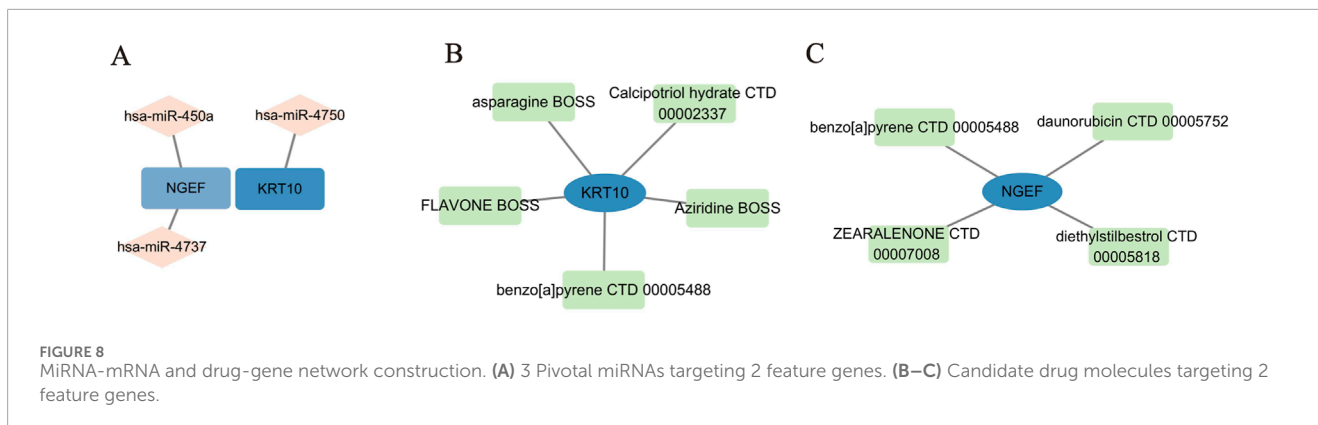 A
hsa-miR-450a
hsa-miR-4750
NGEF
KRT10
hsa-miR-4737
B
asparagine BOSS
Calcipotriol hydrate CTD
00002337
KRT10
FLAVONE BOSS
Aziridine BOSS
benzo[a]pyrene CTD 00005488
C
benzo[a]pyrene CTD 00005488
daunorubicin CTD 00005752
NGEF
ZEARALENONE CTD
00007008
diethylstilbestrol CTD
00005818
FIGURE 8
MiRNA-mRNA and drug-gene network construction. (A) 3 Pivotal miRNAs targeting 2 feature genes. (B–C) Candidate drug molecules targeting 2
feature genes.